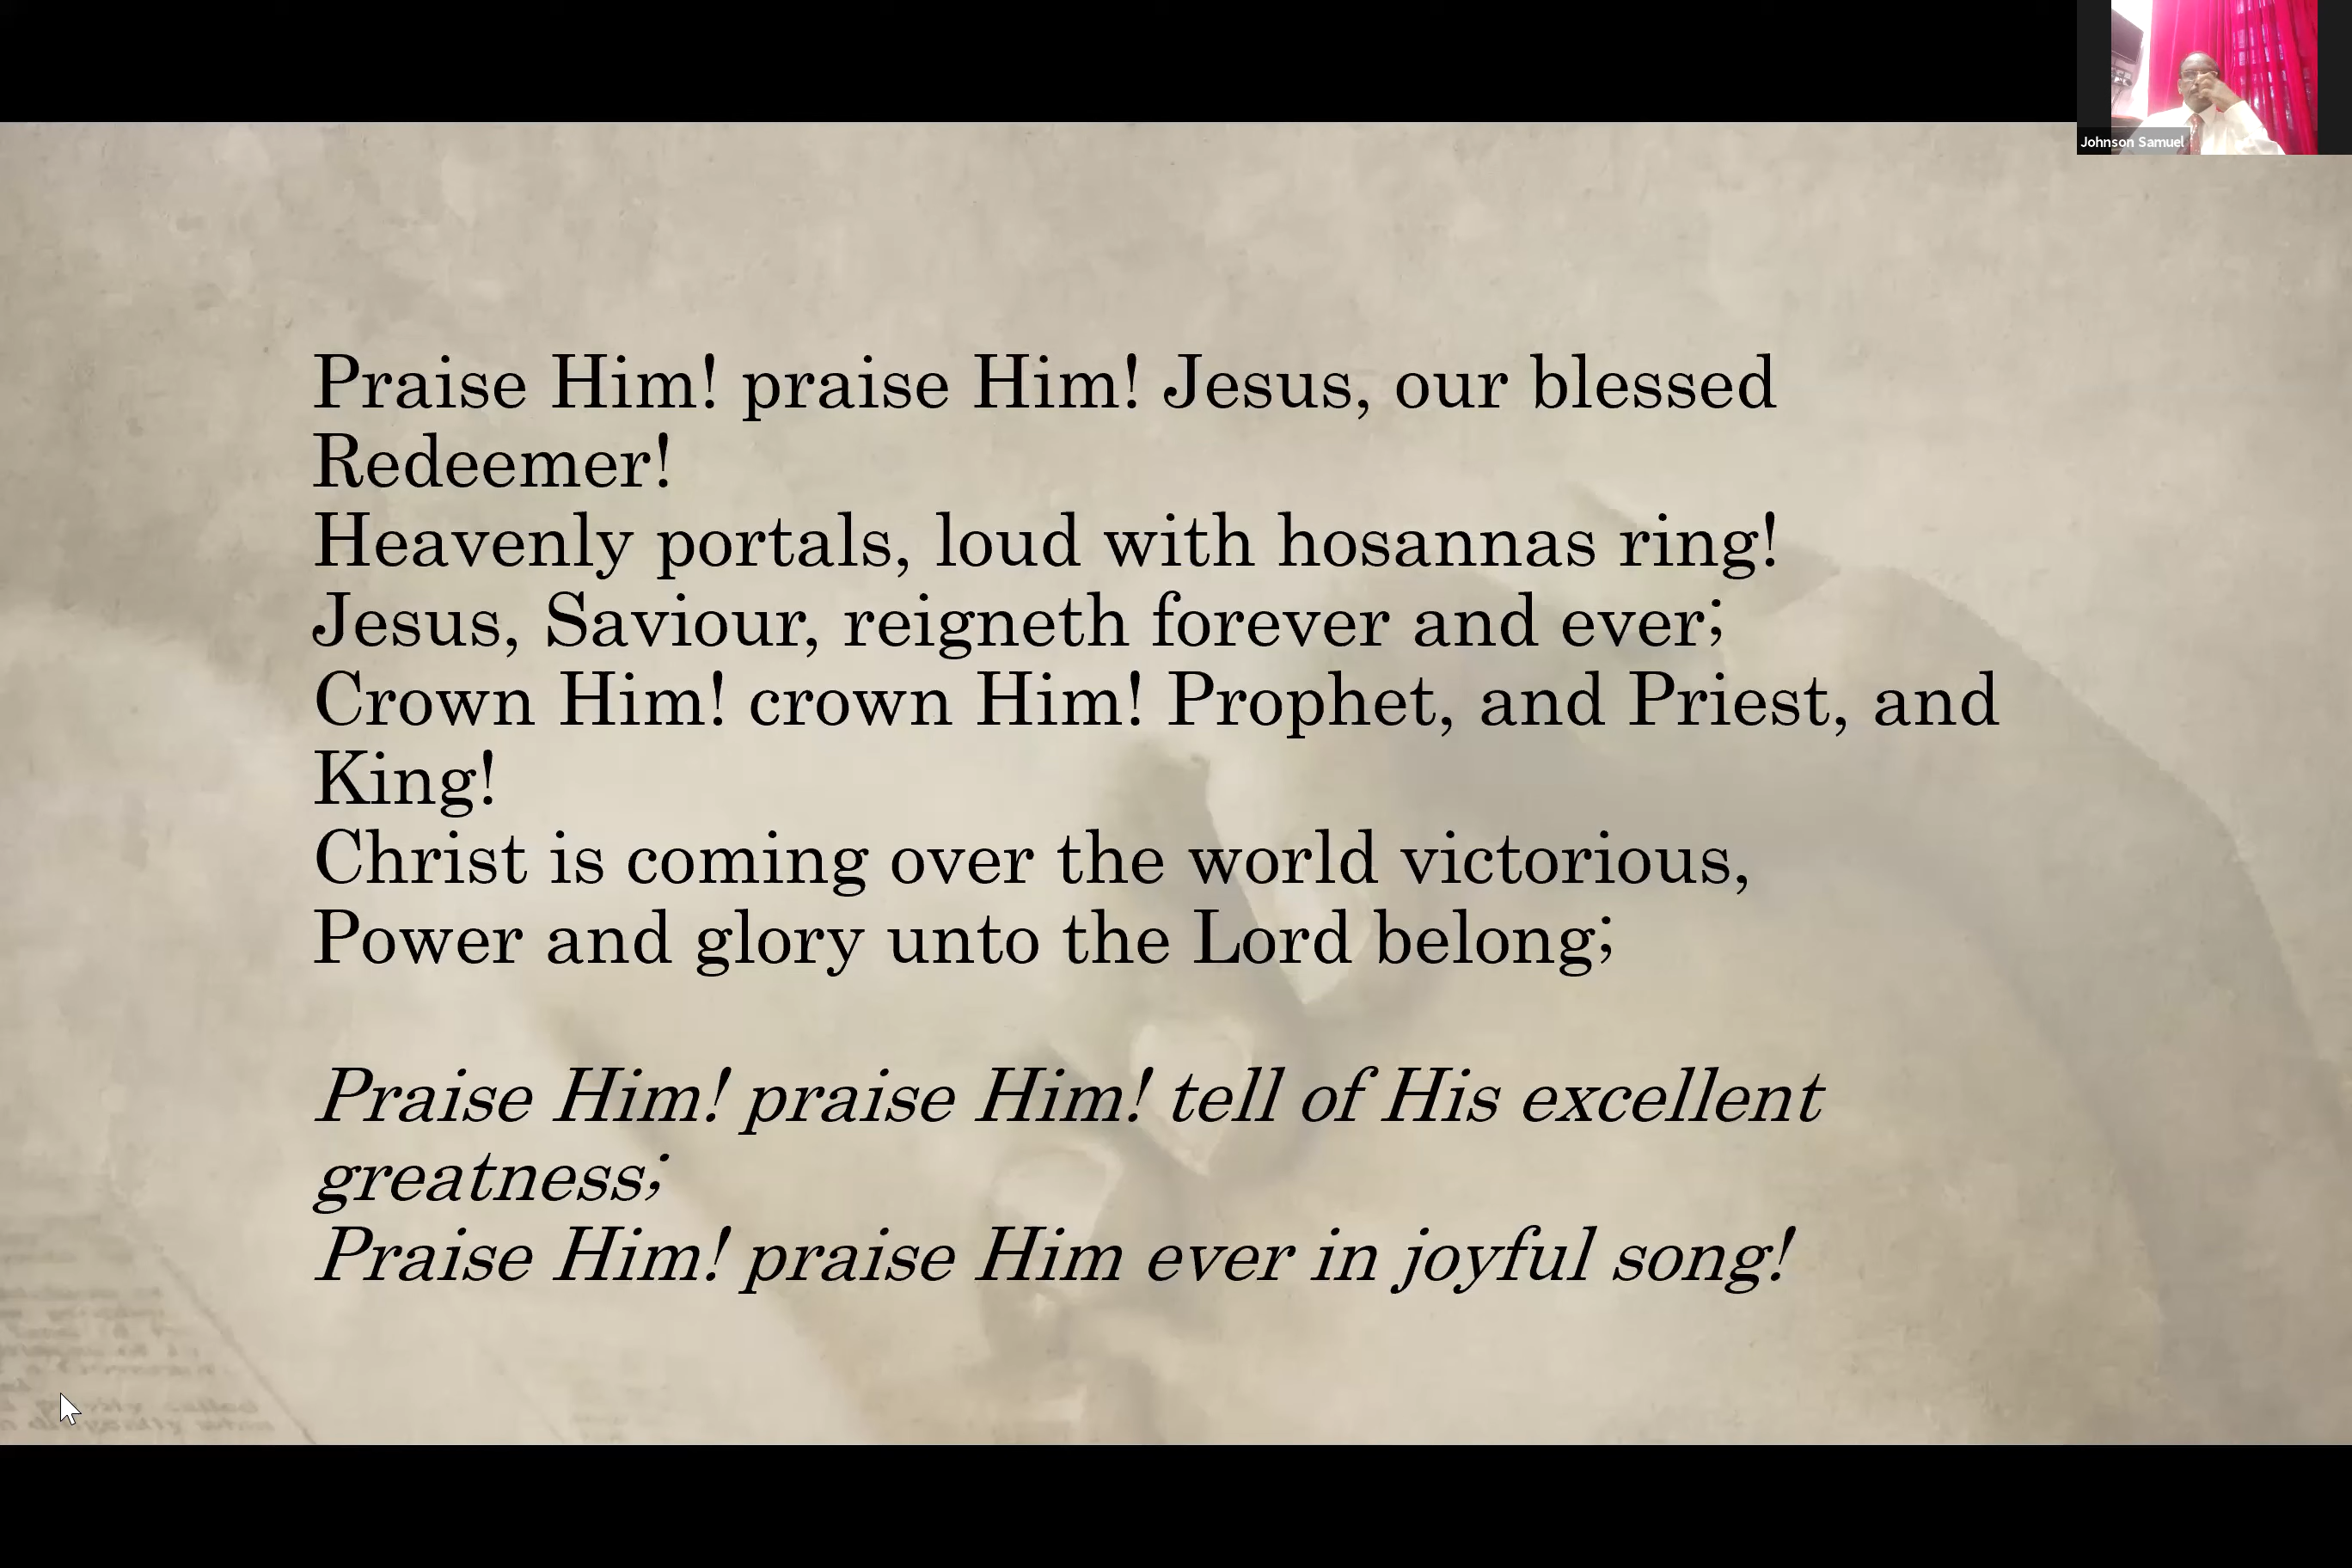 Johnson Samuel
Praise Him! praise Him! Jesus, our blessed
Redeemer!
Heavenly portals, loud with hosannas ring!
Jesus, Saviour, reigneth forever and ever;
Crown Him! crown Him! Prophet, and Priest, and
King!
Christ is coming over the world victorious,
Power and glory unto the Lord belong;
Praise Him! praise Him! tell of His excellent
greatness;
Praise Him! praise Him ever in joyful song!